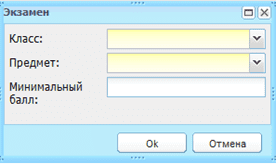 Экзамен
Класс:
Предмет:
Минимальный
балл:
Ok Отмена